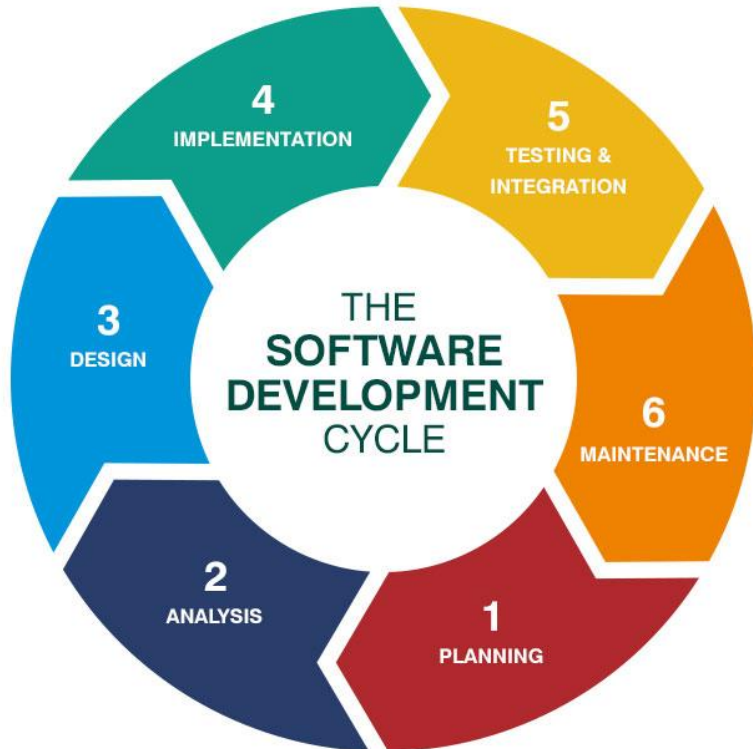 THE
SOFTWARE
DEVELOPMENT
CYCLE
1
PLANNING
2
ANALYSIS
3
DESIGN
4
IMPLEMENTATION
5
TESTING &
INTEGRATION
6
MAINTENANCE